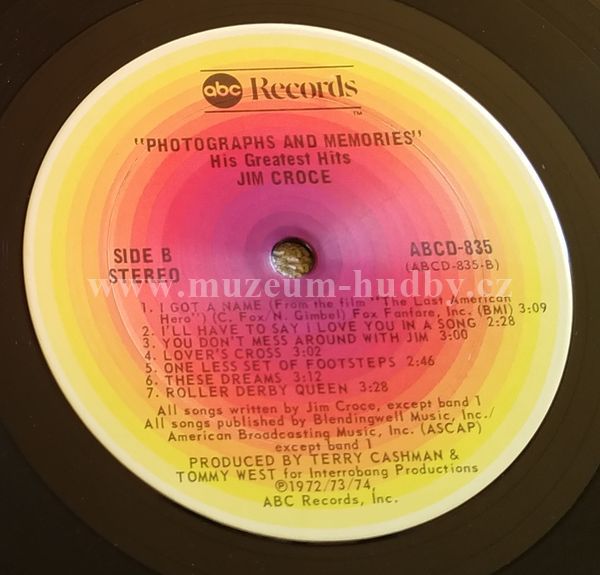 abc Records
™
"PHOTOGRAPHS AND MEMORIES"
His Greatest Hits
JIM CROCE
SIDE B
STEREO
ABCD-835
(ABCD-835-B)
www.muzeum-hudby.cz
1. I GOT A NAME (From the film "The Last American
Hero") (C. Fox/N. Gimbel) Fox Fanfare, Inc. (BMI) 3:09
2. I'LL HAVE TO SAY I LOVE YOU IN A SONG 2:28
3. YOU DON'T MESS AROUND WITH JIM 3:00
4. LOVER'S CROSS 3:02
5. ONE LESS SET OF FOOTSTEPS 2:46
6. THESE DREAMS 3:12
7. ROLLER DERBY QUEEN 3:28
All songs written by Jim Croce, except band 1
All songs published by Blendingwell Music, Inc./
American Broadcasting Music, Inc. (ASCAP)
except band 1
PRODUCED BY TERRY CASHMAN &
TOMMY WEST for Interrobang Productions
℗1972/73/74,
ABC Records, Inc.